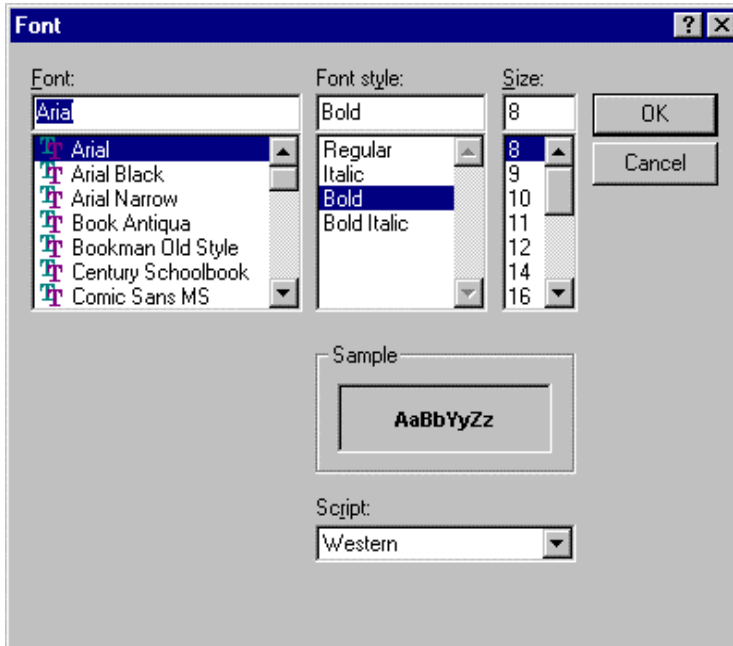 Font
Font:
Arial
Arial
Arial Black
Arial Narrow
Book Antiqua
Bookman Old Style
Century Schoolbook
Comic Sans MS
Font style:
Bold
Regular
Italic
Bold
Bold Italic
Size:
8
8
9
10
11
12
14
16
OK
Cancel
Sample
AaBbYyZz
Script:
Western